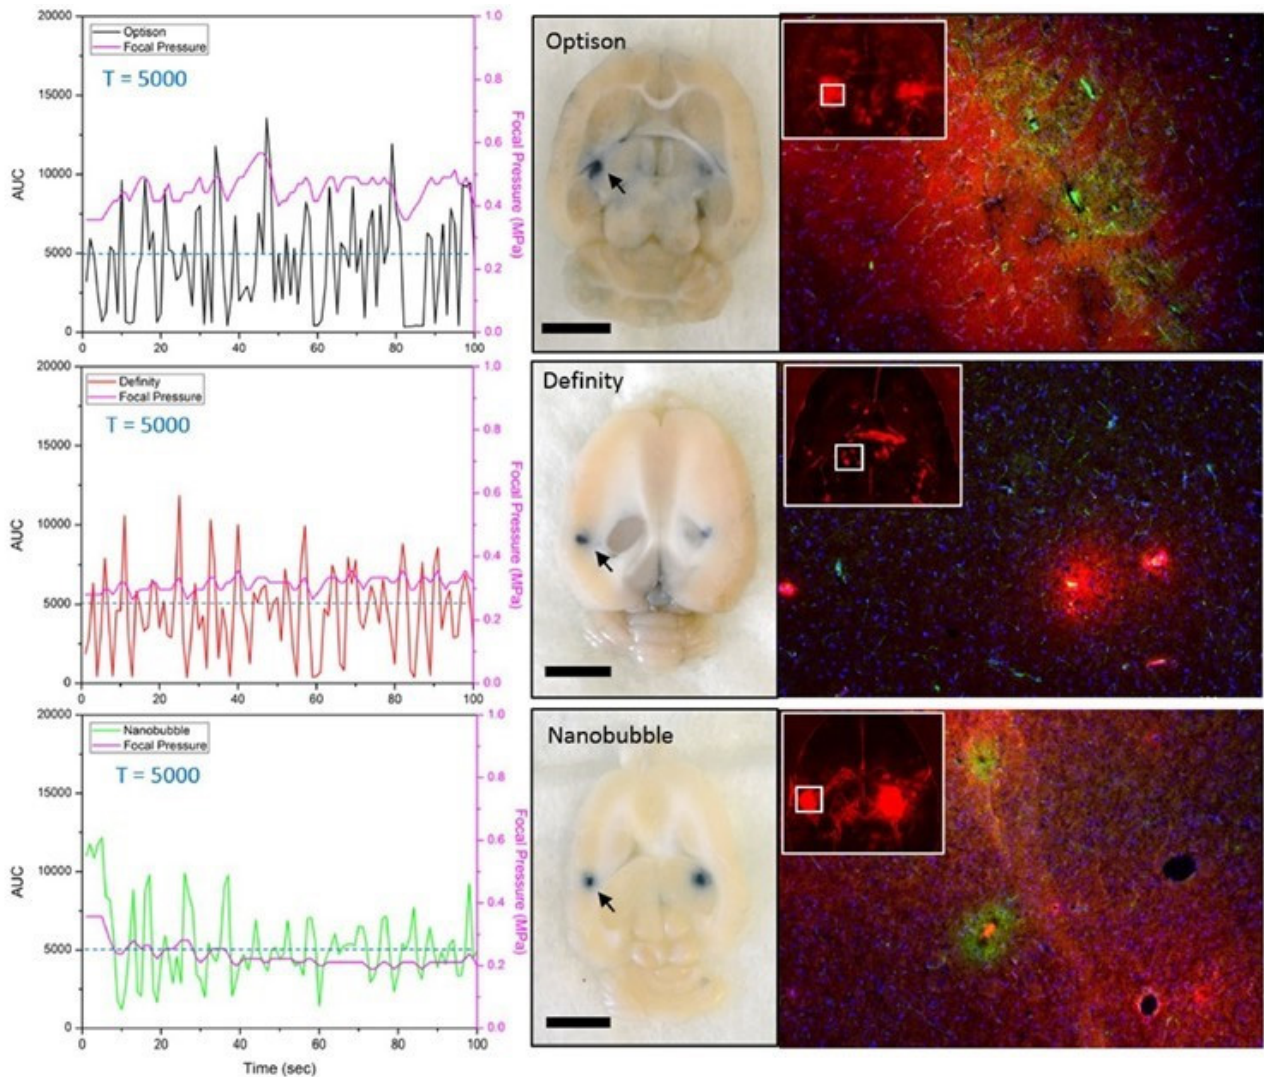 20000
15000
10000
5000
0
AUC
Optison
Focal Pressure
T = 5000
1.0
0.8
0.6
0.4
0.2
0.0
Focal Pressure (MPa)
0 20 40 60 80 100
Optison
20000
15000
10000
5000
0
AUC
Definity
Focal Pressure
T = 5000
1.0
0.8
0.6
0.4
0.2
0.0
Focal Pressure (MPa)
0 20 40 60 80 100
Definity
20000
15000
10000
5000
0
AUC
Nanobubble
Focal Pressure
T = 5000
1.0
0.8
0.6
0.4
0.2
0.0
Focal Pressure (MPa)
0 20 40 60 80 100
Time (sec)
Nanobubble